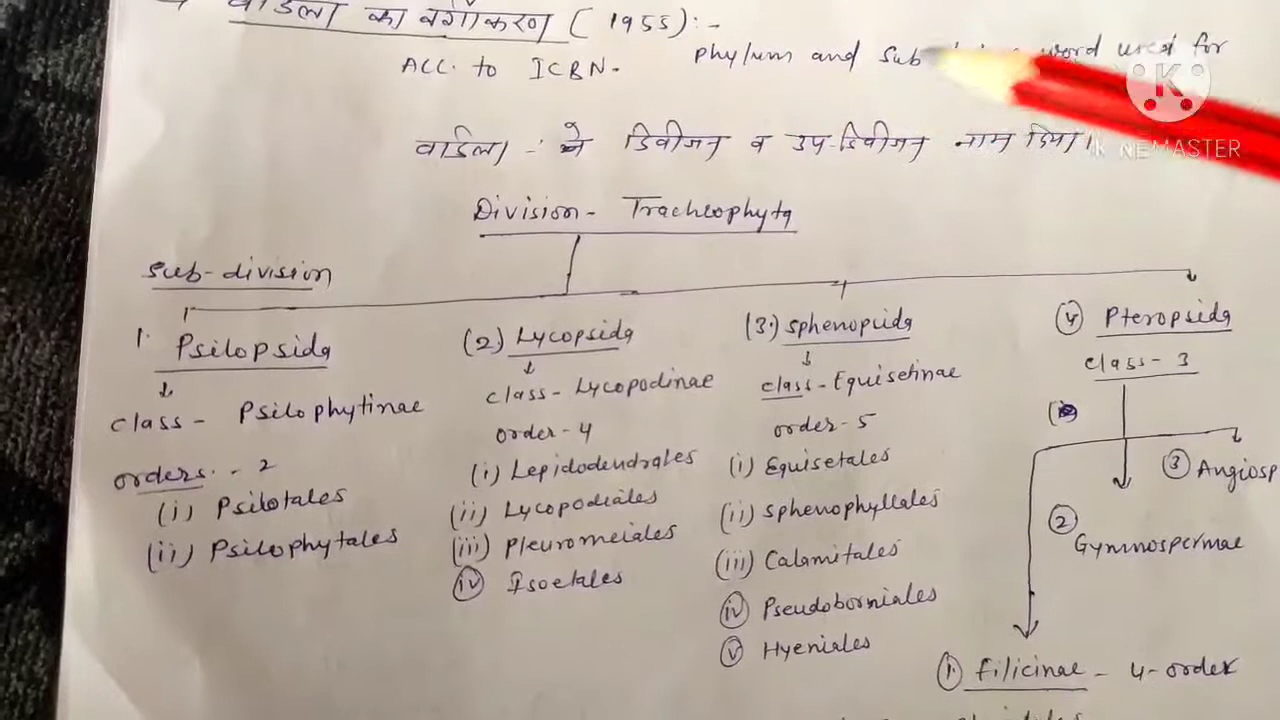 वार्डिला का वर्गीकरण ( 1955 ) :-
ACC. to ICBN. Phylum and Sub word used for
वार्डिला - ने डिवीजन व उप-डिवीजन नाम दिया।
Division - Tracheophyta
Sub-division
1. Psilopsida
class - Psilophytinae
orders - 2
(i) Psilotales
(ii) Psilophytales
(2) Lycopsida
class - Lycopodinae
order - 4
(i) Lepidodendrales
(ii) Lycopodiales
(iii) Pleuromeiales
(iv) Isoetales
(3.) Sphenopsida
class - Equisetinae
order - 5
(i) Equisetales
(ii) Sphenophyllales
(iii) Calamitales
(iv) Pseudoborniales
(v) Hyeniales
(4) Pteropsida
class - 3
(3) Angiosp
(2) Gymnospermae
(1.) Filicinae - 4-order
K
KINEMASTER